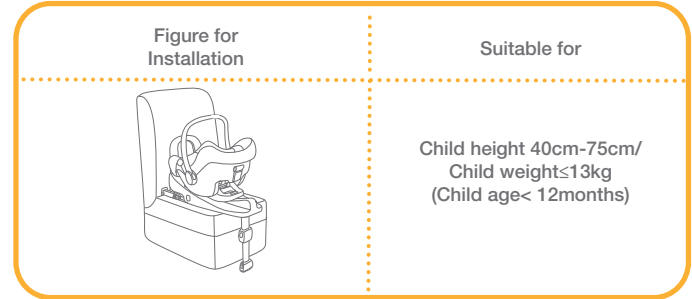 Figure for
Installation
Suitable for
Child height 40cm-75cm/
Child weight≤13kg
(Child age< 12months)